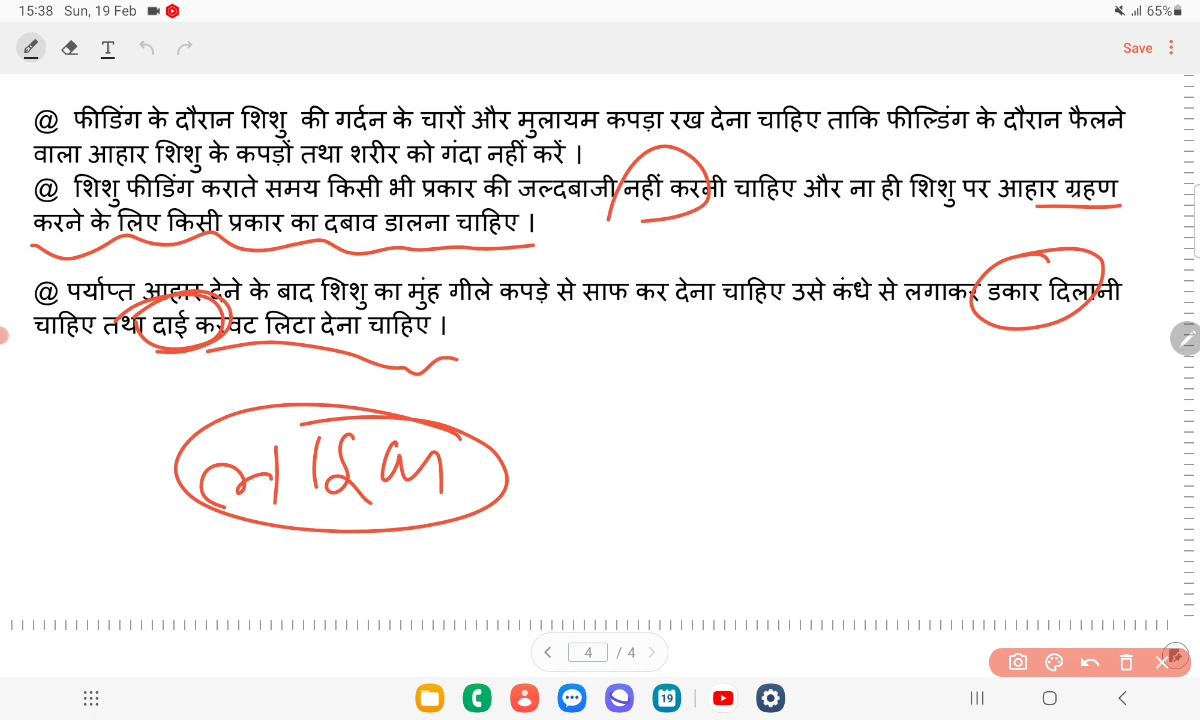 15:38 Sun, 19 Feb 65%
T Save
@ फीडिंग के दौरान शिशु की गर्दन के चारों और मुलायम कपड़ा रख देना चाहिए ताकि फील्डिंग के दौरान फैलने
वाला आहार शिशु के कपड़ों तथा शरीर को गंदा नहीं करें ।
@ शिशु फीडिंग कराते समय किसी भी प्रकार की जल्दबाजी नहीं करनी चाहिए और ना ही शिशु पर आहार ग्रहण
करने के लिए किसी प्रकार का दबाव डालना चाहिए ।
@ पर्याप्त आहार देने के बाद शिशु का मुंह गीले कपड़े से साफ कर देना चाहिए उसे कंधे से लगाकर डकार दिलानी
चाहिए तथा दाई करवट लिटा देना चाहिए ।
लाइक
4 / 4
19